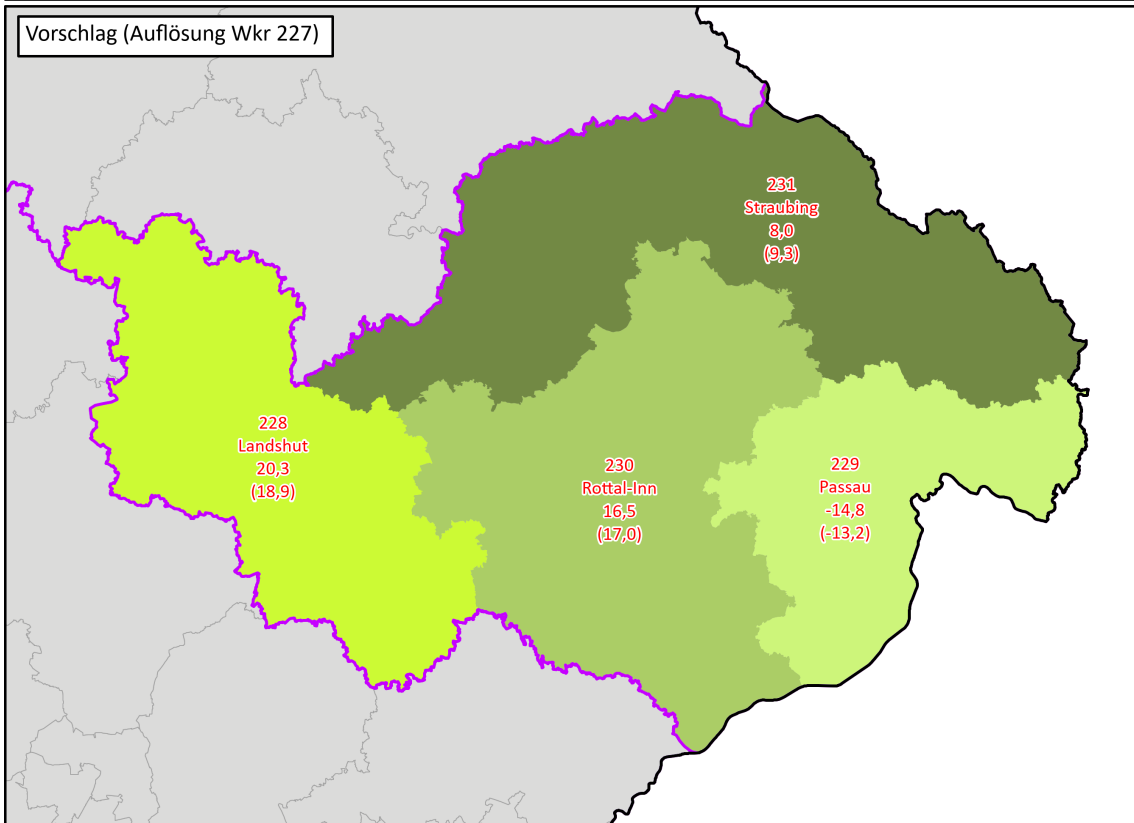 Vorschlag (Auflösung Wkr 227)
231
Straubing
8,0
(9,3)
228
Landshut
20,3
(18,9)
230
Rottal-Inn
16,5
(17,0)
229
Passau
-14,8
(-13,2)